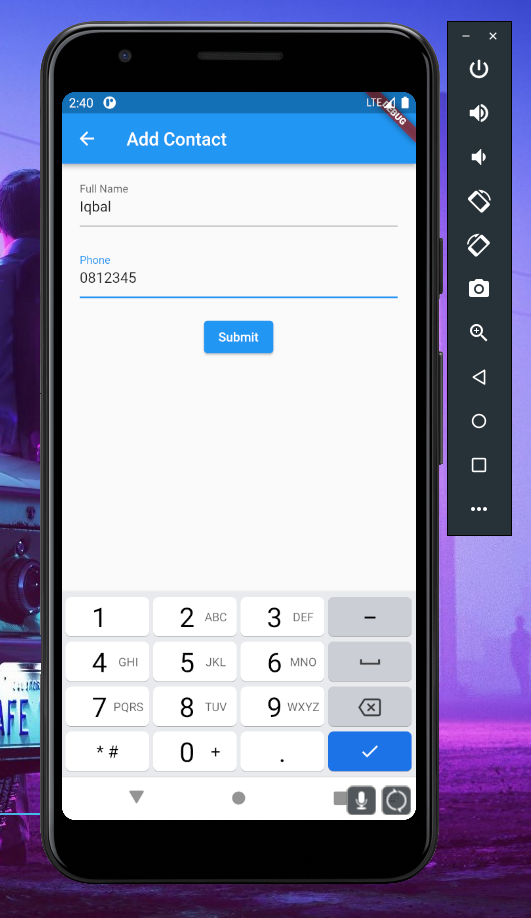 2:40 LTE
DEBUG
Add Contact
Full Name
Iqbal
Phone
0812345
Submit
1 2 ABC 3 DEF –
4 GHI 5 JKL 6 MNO
7 PQRS 8 TUV 9 WXYZ
* # 0 + .
AFE